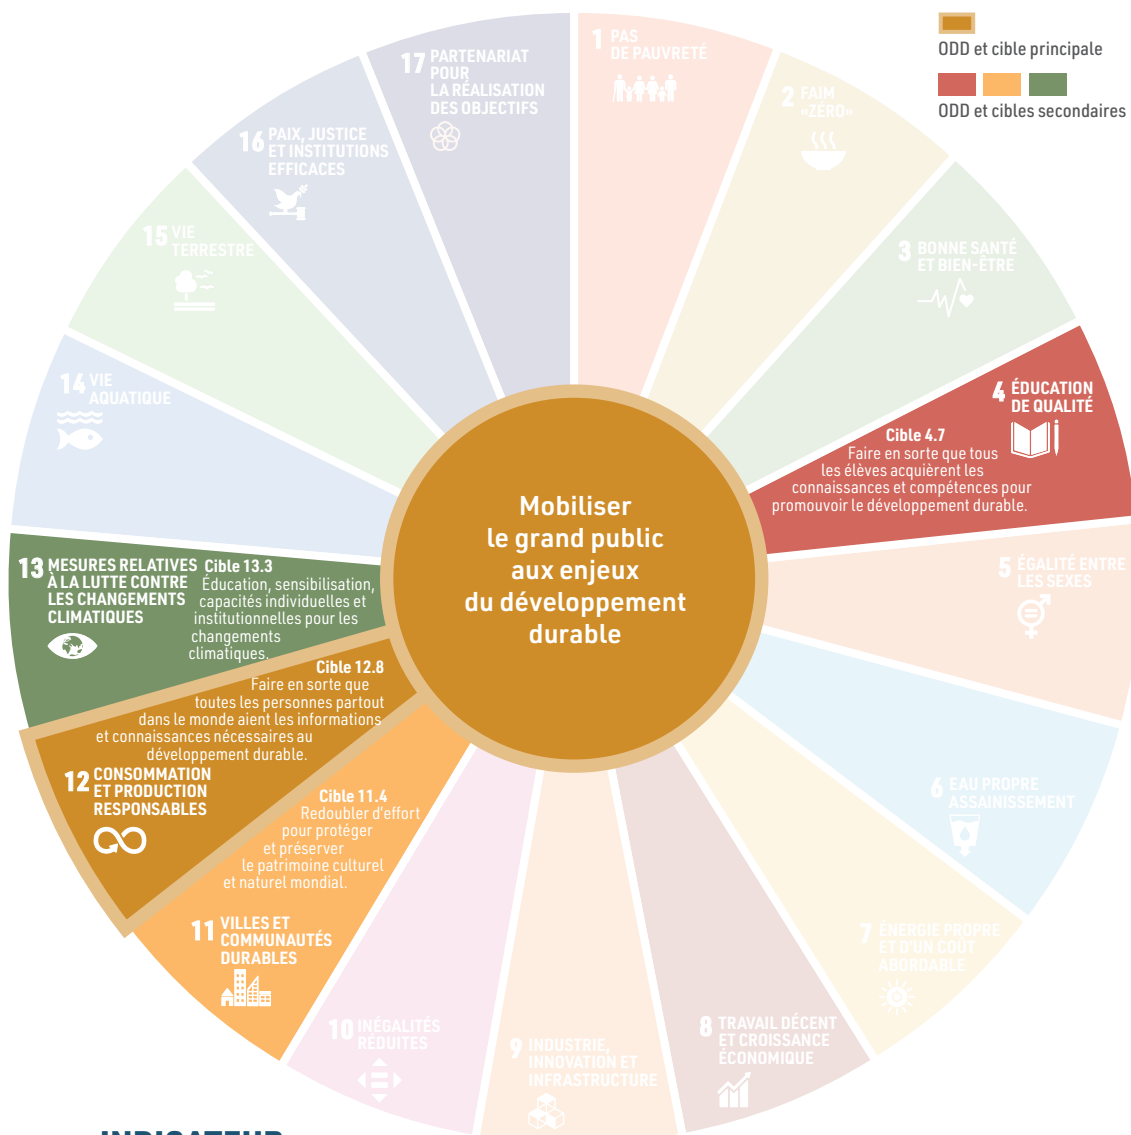 ODD et cible principale
ODD et cibles secondaires
1 PAS
DE PAUVRETÉ
2 FAIM
«ZÉRO»
3 BONNE SANTÉ
ET BIEN-ÊTRE
4 ÉDUCATION
DE QUALITÉ
Cible 4.7
Faire en sorte que tous
les élèves acquièrent les
connaissances et compétences pour
promouvoir le développement durable.
5 ÉGALITÉ ENTRE
LES SEXES
6 EAU PROPRE
ASSAINISSEMENT
7 ÉNERGIE PROPRE
ET D'UN COÛT
ABORDABLE
8 TRAVAIL DÉCENT
ET CROISSANCE
ÉCONOMIQUE
9 INDUSTRIE,
INNOVATION ET
INFRASTRUCTURE
10 INÉGALITÉS
RÉDUITES
Cible 11.4
Redoubler d'effort
pour protéger
et préserver
le patrimoine culturel
et naturel mondial.
11 VILLES ET
COMMUNAUTÉS
DURABLES
Cible 12.8
Faire en sorte que
toutes les personnes partout
dans le monde aient les informations
et connaissances nécessaires au
développement durable.
12 CONSOMMATION
ET PRODUCTION
RESPONSABLES
13 MESURES RELATIVES
À LA LUTTE CONTRE
LES CHANGEMENTS
CLIMATIQUES
Cible 13.3
Éducation, sensibilisation,
capacités individuelles et
institutionnelles pour les
changements
climatiques.
14 VIE
AQUATIQUE
15 VIE
TERRESTRE
16 PAIX, JUSTICE
ET INSTITUTIONS
EFFICACES
17 PARTENARIAT
POUR
LA RÉALISATION
DES OBJECTIFS
Mobiliser
le grand public
aux enjeux
du développement
durable
INDICATEUR